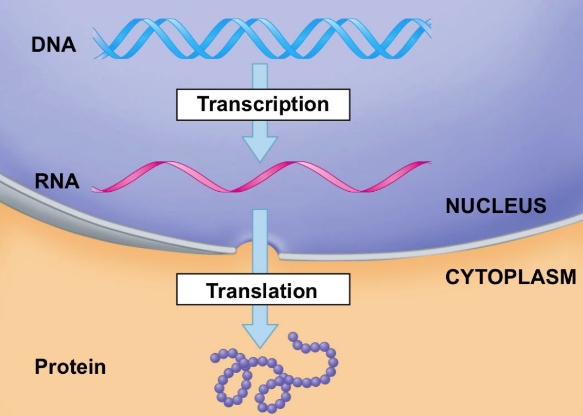 DNA
Transcription
RNA
NUCLEUS
CYTOPLASM
Translation
Protein